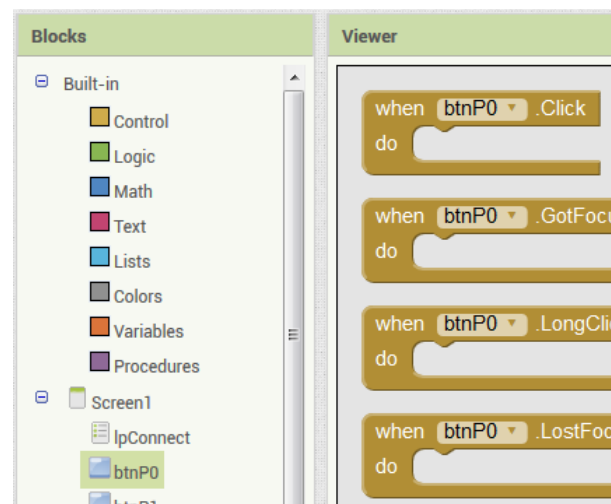 Blocks
Built-in
Control
Logic
Math
Text
Lists
Colors
Variables
Procedures
Screen1
lpConnect
btnP0
Viewer
when btnP0 .Click
do
when btnP0 .GotFocu
do
when btnP0 .LongCli
do
when btnP0 .LostFoc
do